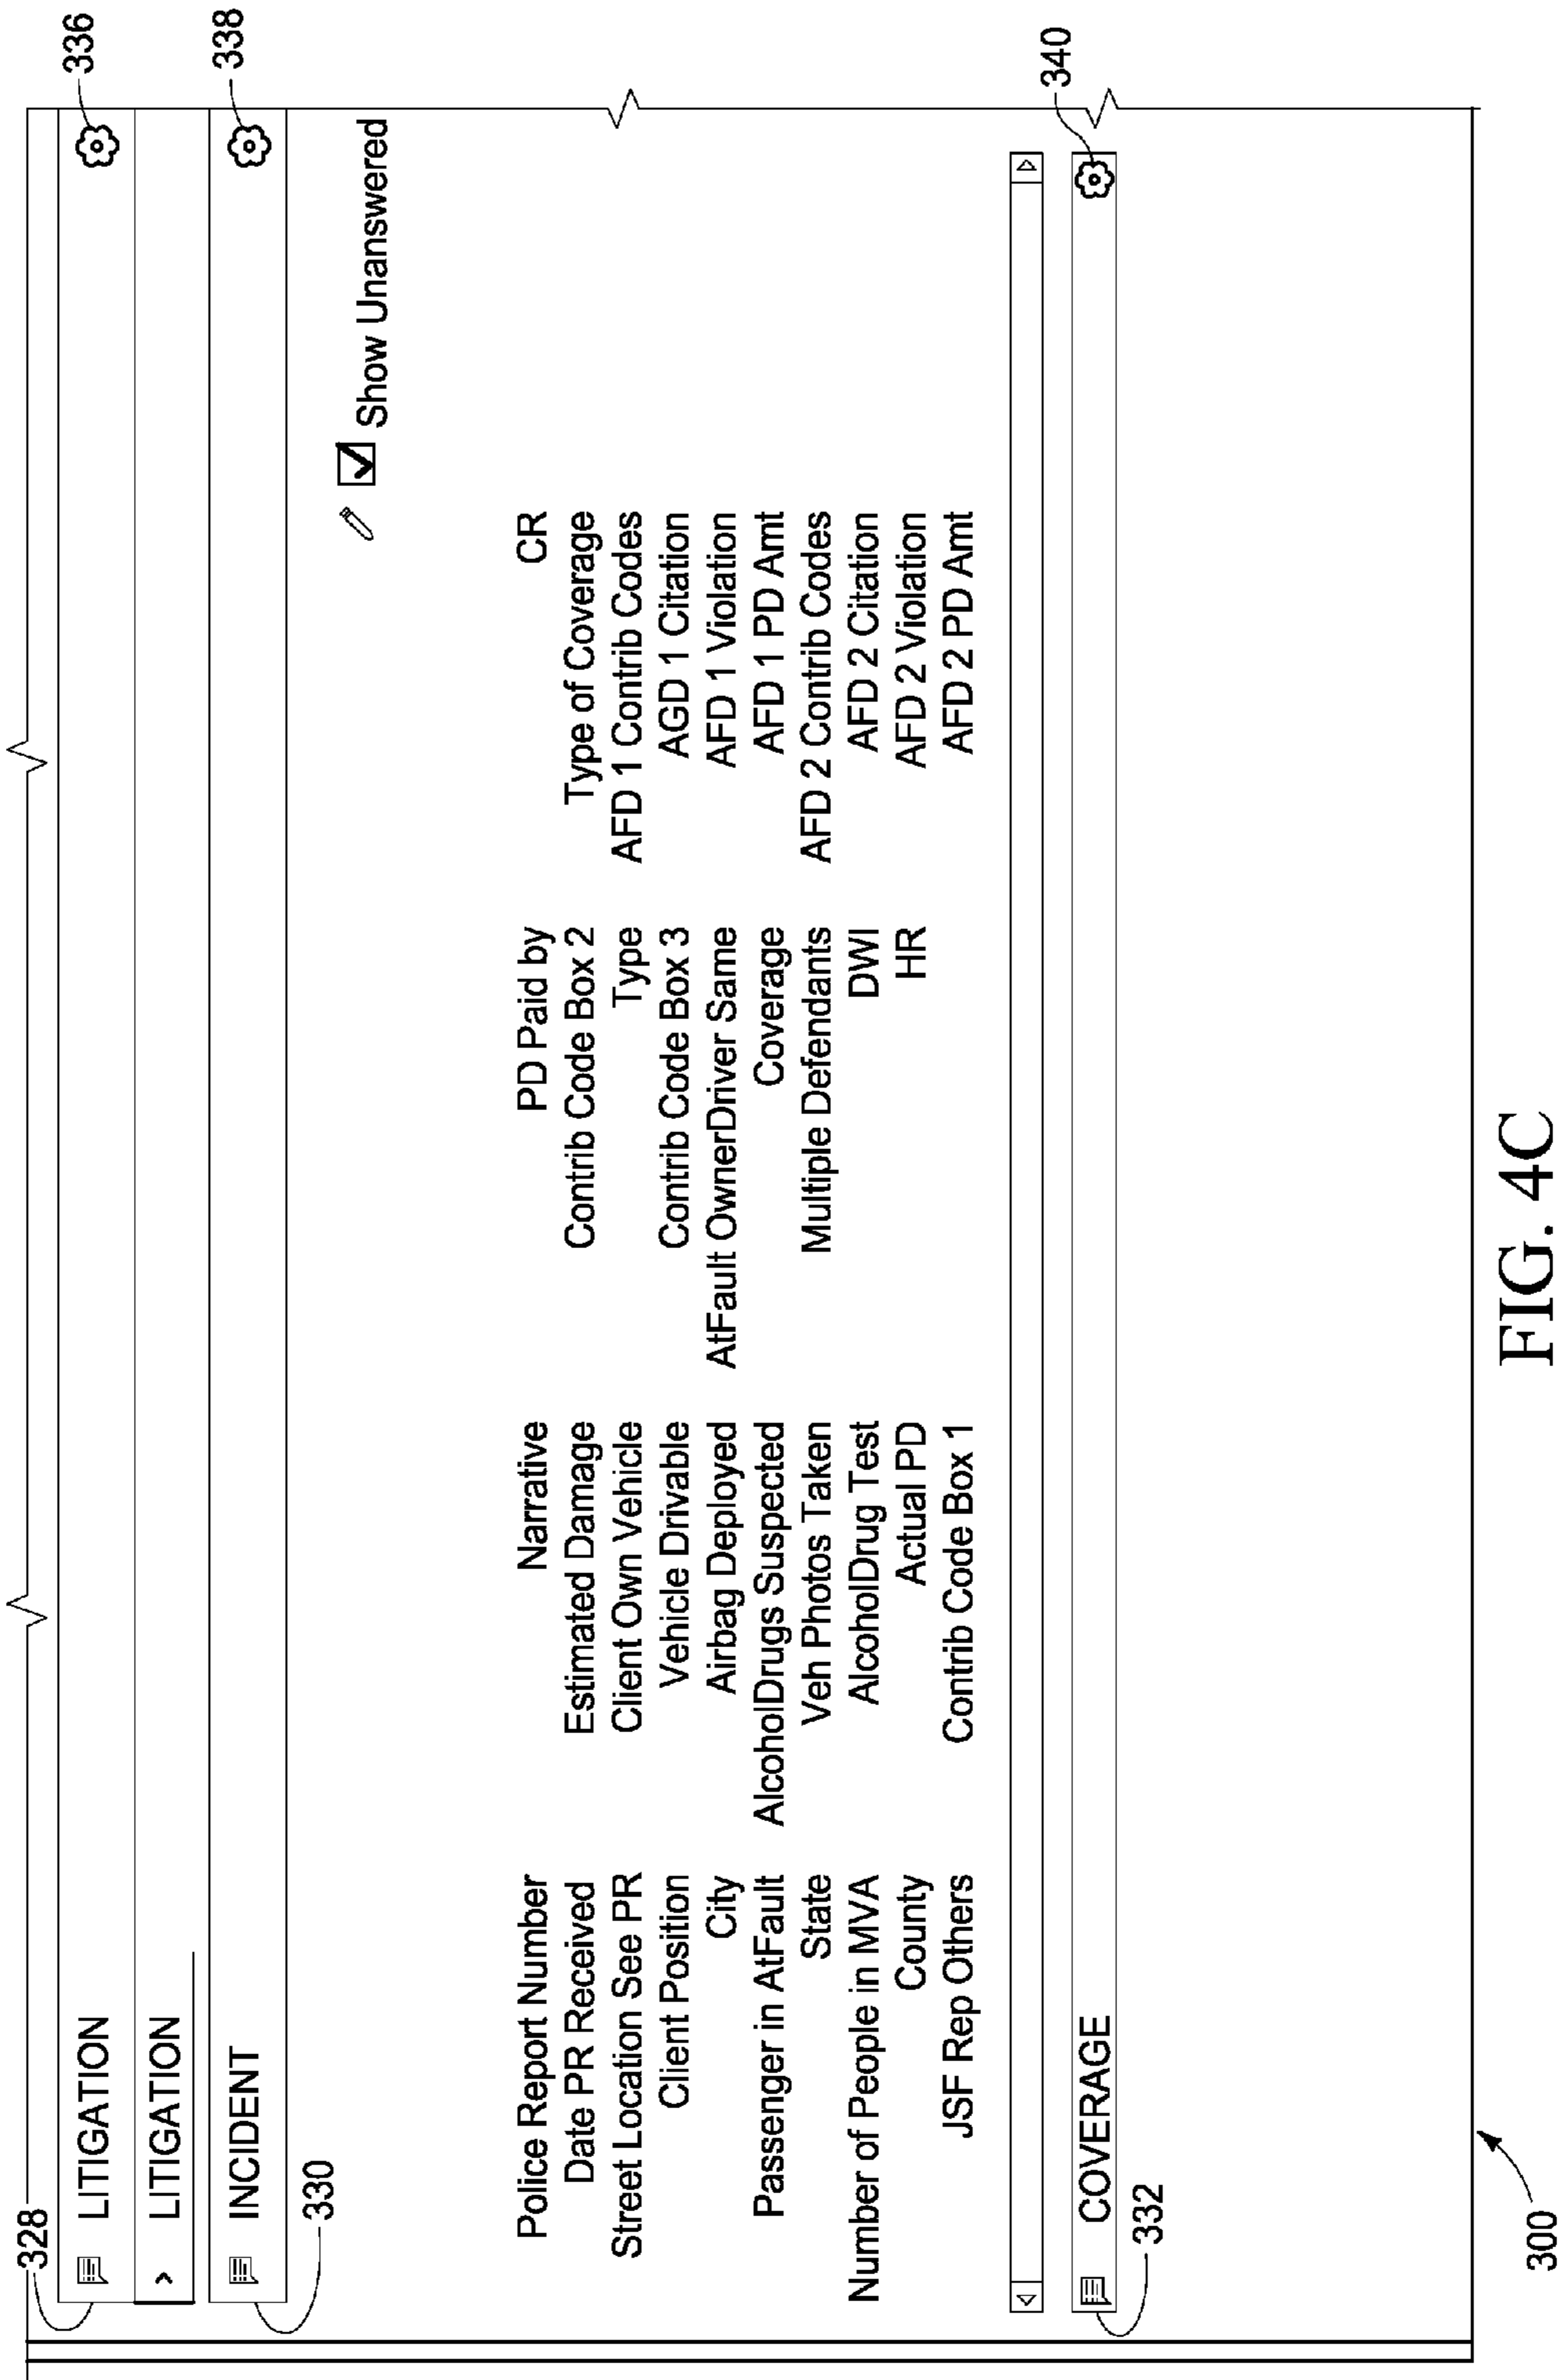 328
LITIGATION
336
LITIGATION
INCIDENT
338
330
Show Unanswered
Police Report Number
Date PR Received
Street Location See PR
Client Position
City
Passenger in AtFault
State
Number of People in MVA
County
JSF Rep Others
Narrative
Estimated Damage
Client Own Vehicle
Vehicle Drivable
Airbag Deployed
AlcoholDrugs Suspected
Veh Photos Taken
AlcoholDrug Test
Actual PD
Contrib Code Box 1
PD Paid by
Contrib Code Box 2
Type
Contrib Code Box 3
AtFault OwnerDriver Same
Coverage
Multiple Defendants
DWI
HR
CR
Type of Coverage
AFD 1 Contrib Codes
AGD 1 Citation
AFD 1 Violation
AFD 1 PD Amt
AFD 2 Contrib Codes
AFD 2 Citation
AFD 2 Violation
AFD 2 PD Amt
340
COVERAGE
332
300
FIG. 4C